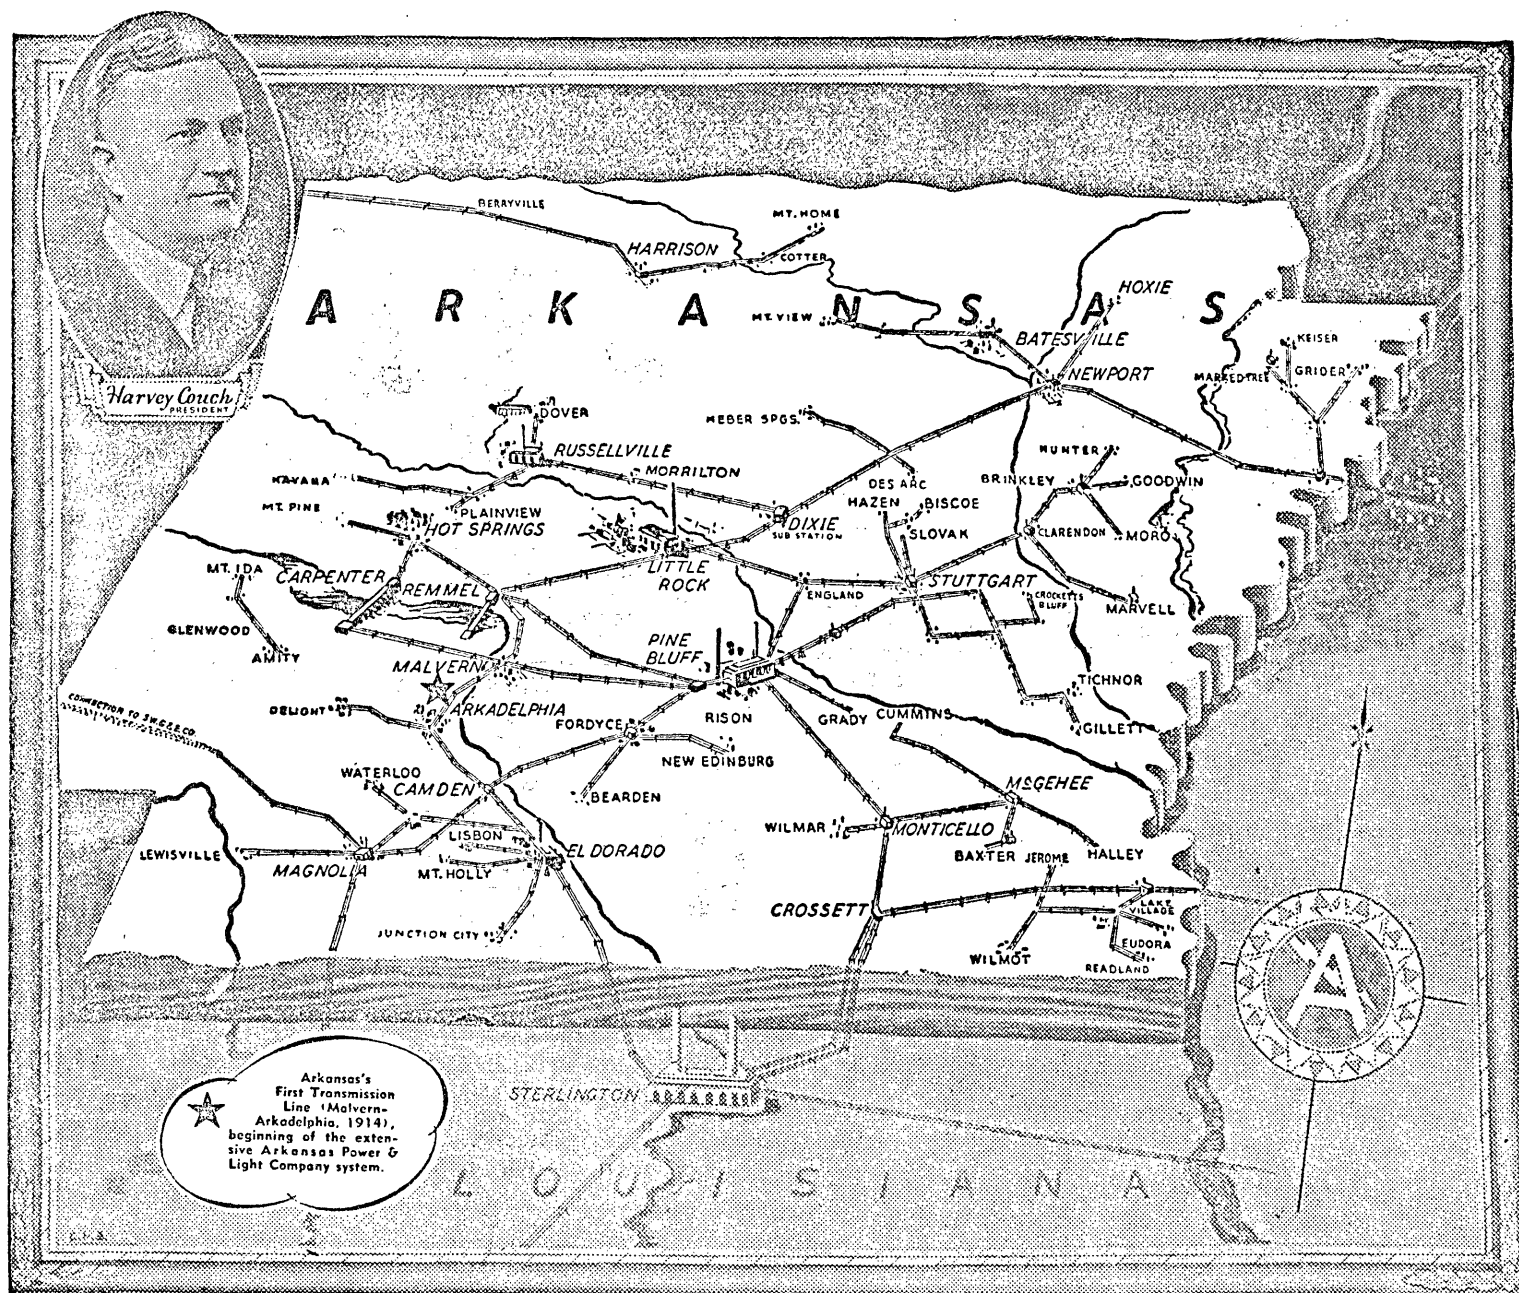 Harvey Couch
PRESIDENT
ARKANSAS
BERRYVILLE
HARRISON
MT. HOME
COTTER
HOXIE
MT. VIEW
BATESVILLE
NEWPORT
KEISER
MARKED TREE
GRIDER
DOVER
HEBER SPGS.
RUSSELLVILLE
MORRILTON
HUNTER
HAVANA
DES ARC
BRINKLEY
GOODWIN
MT. PINE
PLAINVIEW
HOT SPRINGS
HAZEN
BISCOE
DIXIE
SUB STATION
SLOVAK
CLARENDON
MORO
MT. IDA
CARPENTER
REMMEL
LITTLE
ROCK
ENGLAND
STUTTGART
CROCKETTS
BLUFF
MARVELL
GLENWOOD
AMITY
PINE
BLUFF
MALVERN
TICHNOR
CONNECTION TO S.W.G.& E. CO.
DELIGHT
ARKADELPHIA
FORDYCE
RISON
GRADY
CUMMINS
GILLETT
NEW EDINBURG
WATERLOO
CAMDEN
BEARDEN
McGEHEE
LISBON
WILMAR
MONTICELLO
LEWISVILLE
MAGNOLIA
MT. HOLLY
EL DORADO
BAXTER
JEROME
HALLEY
CROSSETT
LAKE
VILLAGE
JUNCTION CITY
WILMOT
EUDORA
READLAND
A
STERLINGTON
Arkansas's
First Transmission
Line (Malvern-
Arkadelphia, 1914),
beginning of the exten-
sive Arkansas Power &
Light Company system.
LOUISIANA